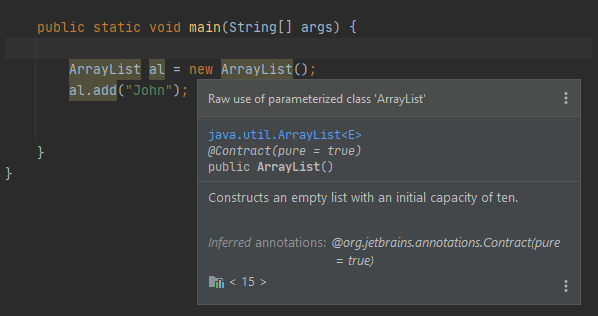 public static void main(String[] args) {
ArrayList al = new ArrayList();
al.add("John");
}
}
Raw use of parameterized class 'ArrayList'
java.util.ArrayList<E>
@Contract(pure = true)
public ArrayList()
Constructs an empty list with an initial capacity of ten.
Inferred annotations: @org.jetbrains.annotations.Contract(pure
= true)
< 15 >